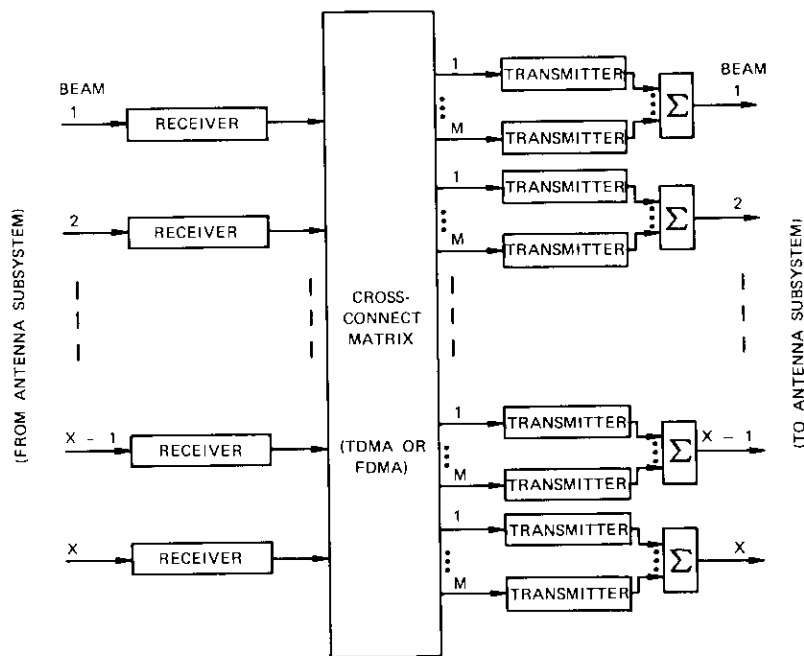 (FROM ANTENNA SUBSYSTEM)
BEAM
1
RECEIVER
2
RECEIVER
X – 1
RECEIVER
X
RECEIVER
CROSS-
CONNECT
MATRIX
(TDMA OR
FDMA)
1
TRANSMITTER
M
TRANSMITTER
Σ
BEAM
1
1
TRANSMITTER
M
TRANSMITTER
Σ
2
1
TRANSMITTER
M
TRANSMITTER
Σ
X – 1
1
TRANSMITTER
M
TRANSMITTER
Σ
X
(TO ANTENNA SUBSYSTEM)